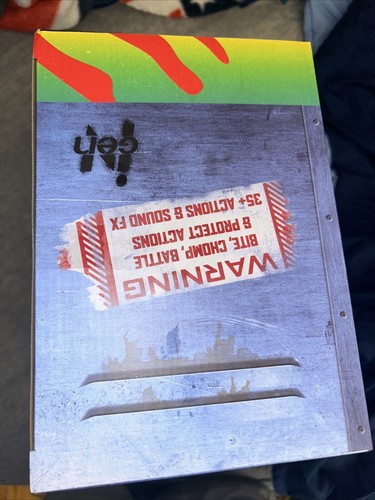 WARNING
BITE, CHOMP, BATTLE
& PROTECT ACTIONS
35+ ACTIONS & SOUND FX